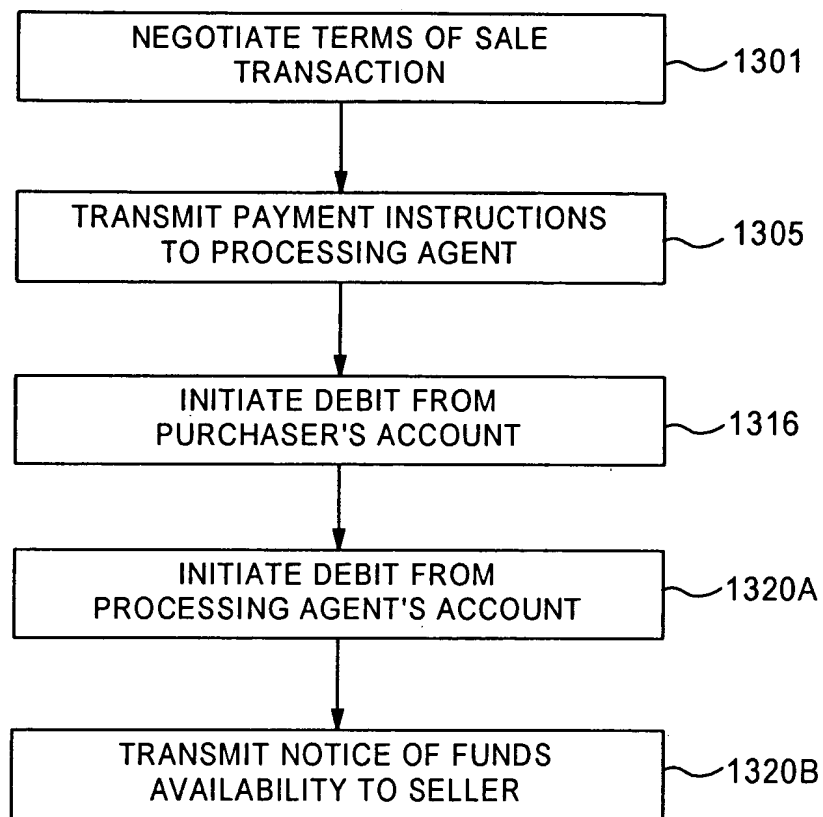 NEGOTIATE TERMS OF SALE
TRANSACTION
1301
TRANSMIT PAYMENT INSTRUCTIONS
TO PROCESSING AGENT
1305
INITIATE DEBIT FROM
PURCHASER'S ACCOUNT
1316
INITIATE DEBIT FROM
PROCESSING AGENT'S ACCOUNT
1320A
TRANSMIT NOTICE OF FUNDS
AVAILABILITY TO SELLER
1320B